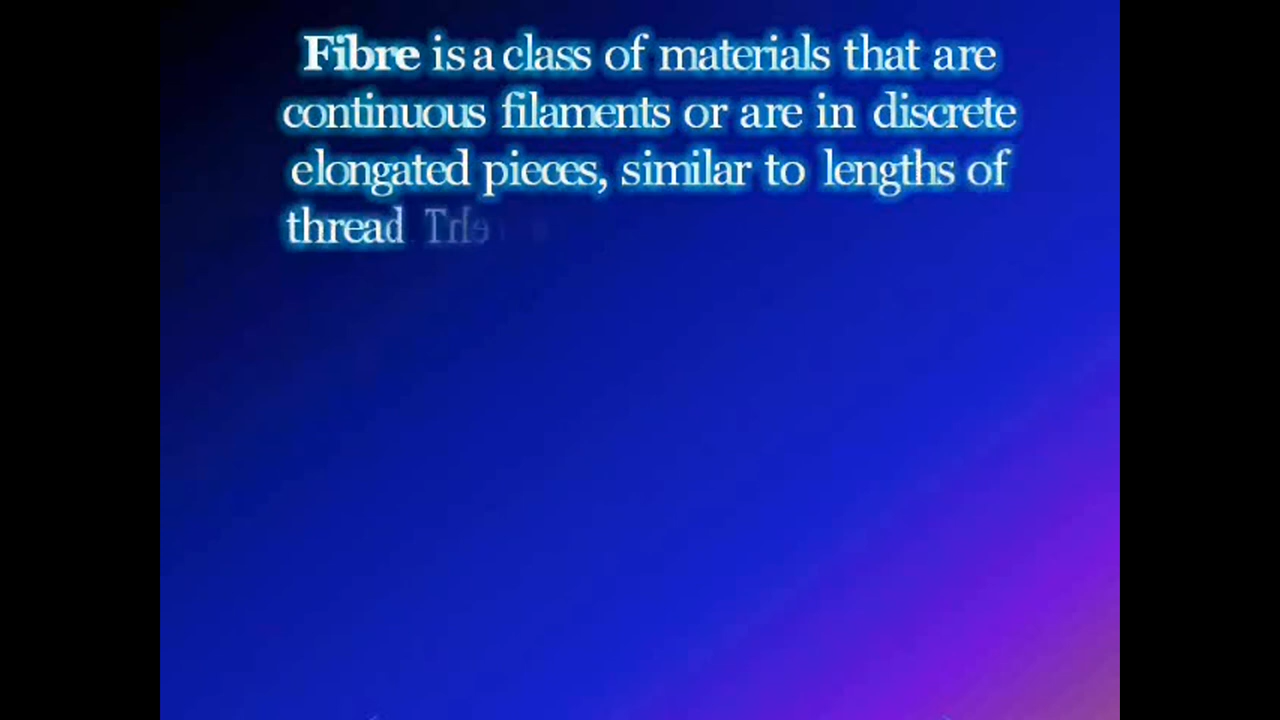 Fibre is a class of materials that are
continuous filaments or are in discrete
elongated pieces, similar to lengths of
thread